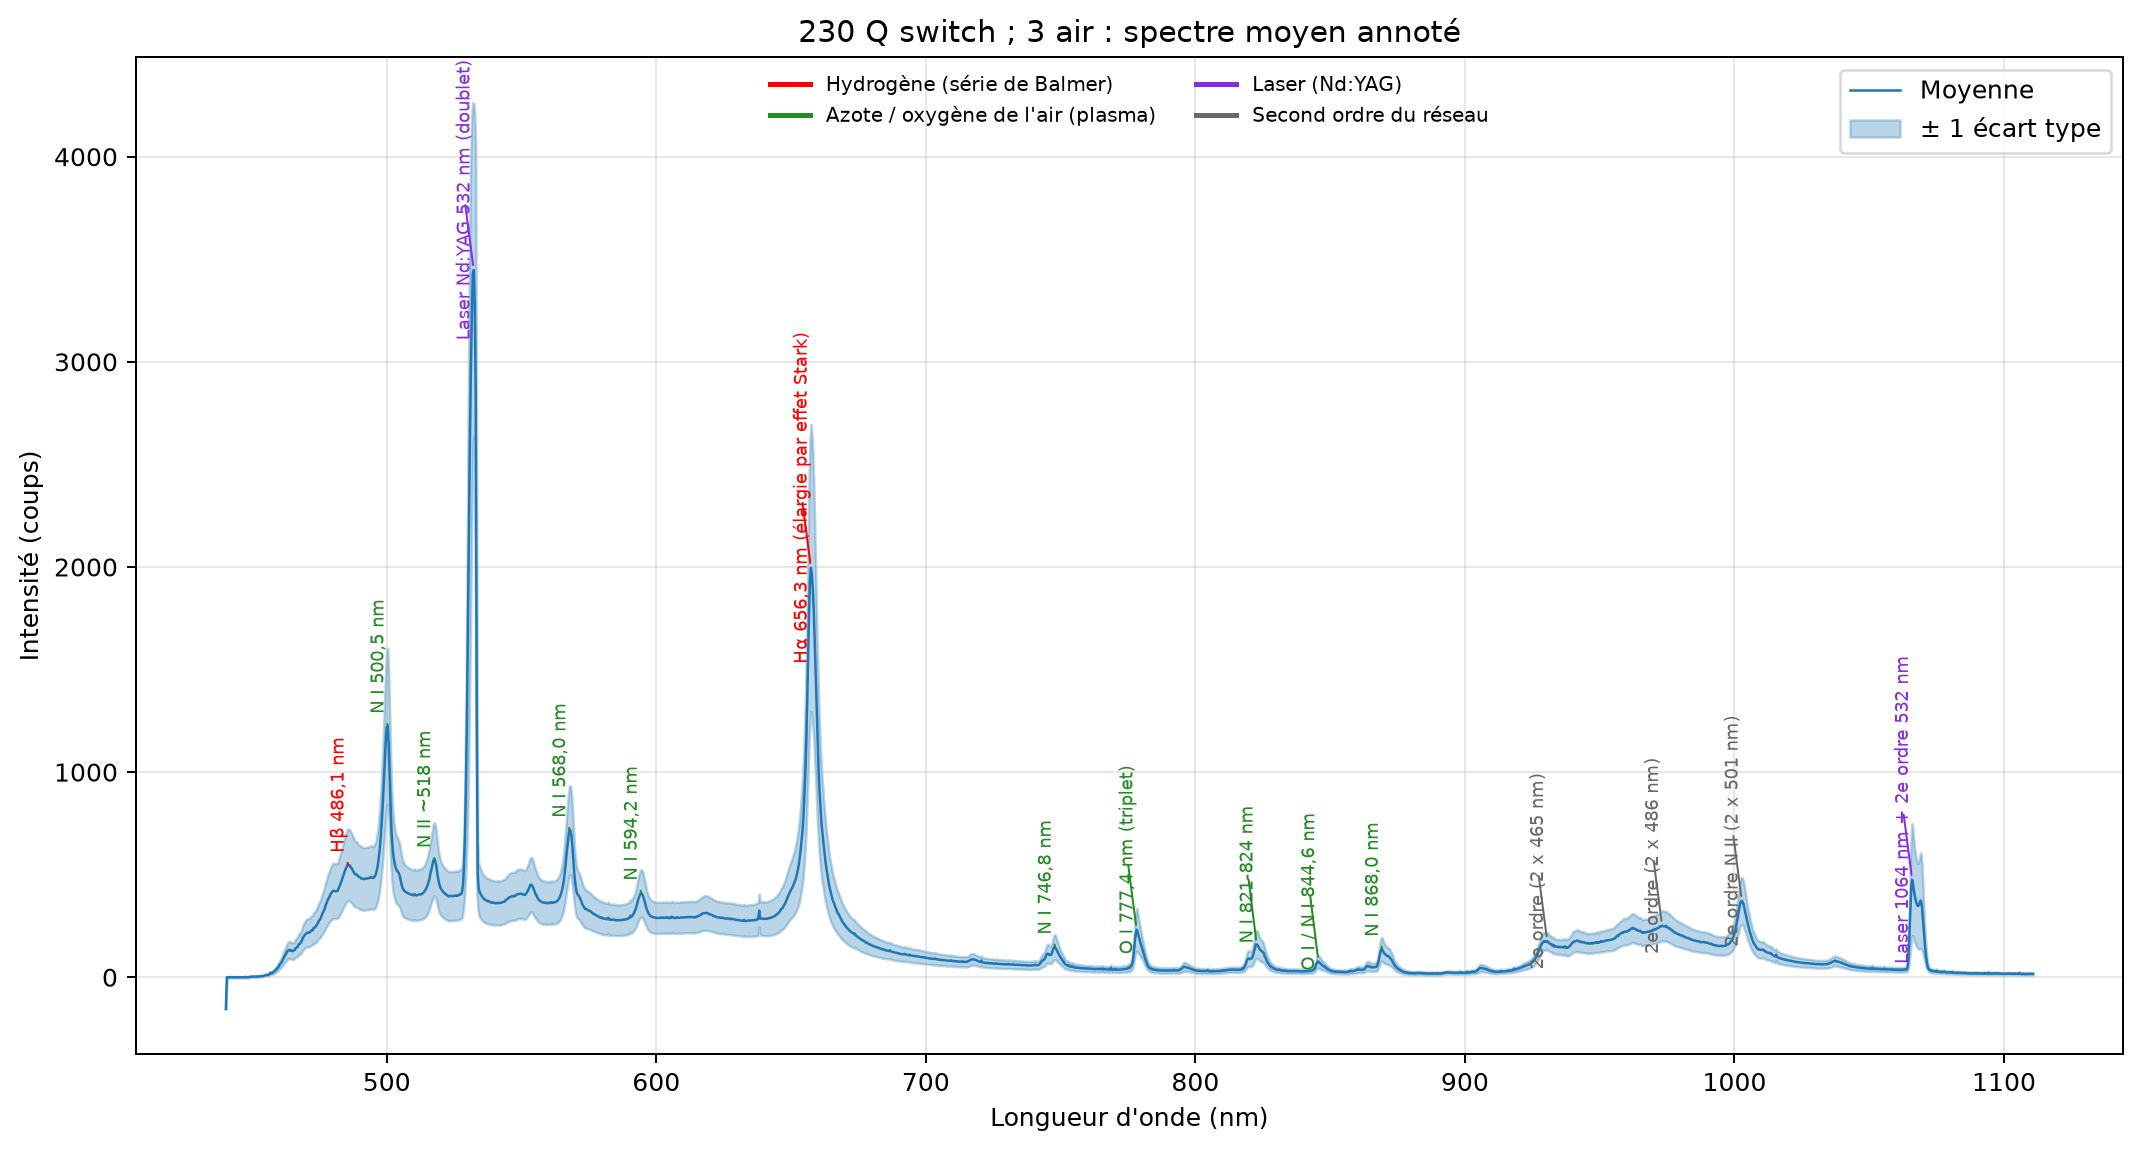 230 Q switch ; 3 air : spectre moyen annoté
Hydrogène (série de Balmer)
Azote / oxygène de l'air (plasma)
Laser (Nd:YAG)
Second ordre du réseau
Moyenne
± 1 écart type
Intensité (coups)
4000
3000
2000
1000
0
Hβ 486,1 nm
N I 500,5 nm
N II ~518 nm
Laser Nd:YAG 532 nm (doublet)
N I 568,0 nm
N I 594,2 nm
Hα 656,3 nm (élargie par effet Stark)
N I 746,8 nm
O I 777,4 nm (triplet)
N I 821-824 nm
O I / N I 844,6 nm
N I 868,0 nm
2e ordre (2 x 465 nm)
2e ordre (2 x 486 nm)
2e ordre N II (2 x 501 nm)
Laser 1064 nm + 2e ordre 532 nm
500
600
700
800
900
1000
1100
Longueur d'onde (nm)